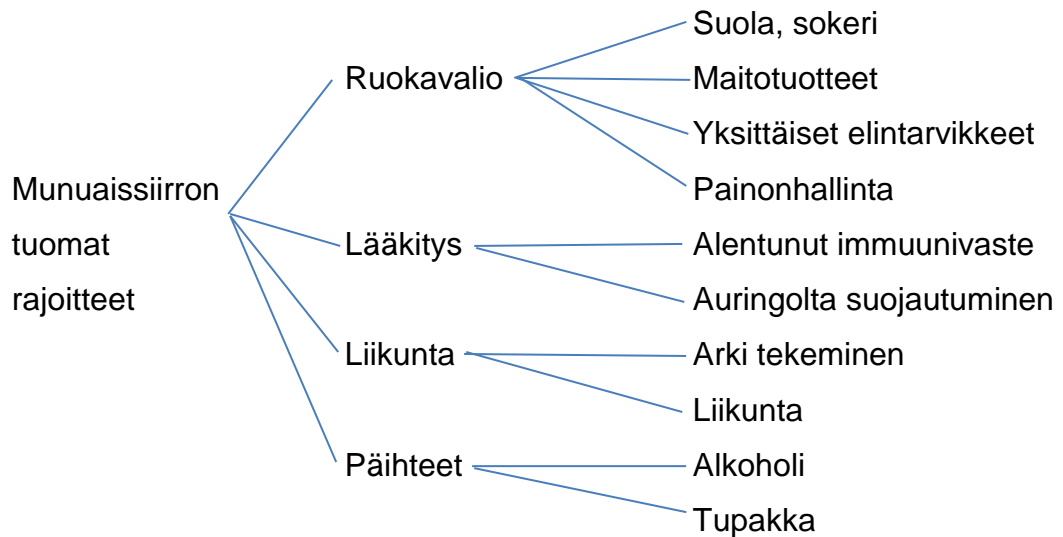 Munuaissiirron
tuomat
rajoitteet
Ruokavalio
Suola, sokeri
Maitotuotteet
Yksittäiset elintarvikkeet
Painonhallinta
Lääkitys
Alentunut immuunivaste
Auringolta suojautuminen
Liikunta
Arki tekeminen
Liikunta
Päihteet
Alkoholi
Tupakka